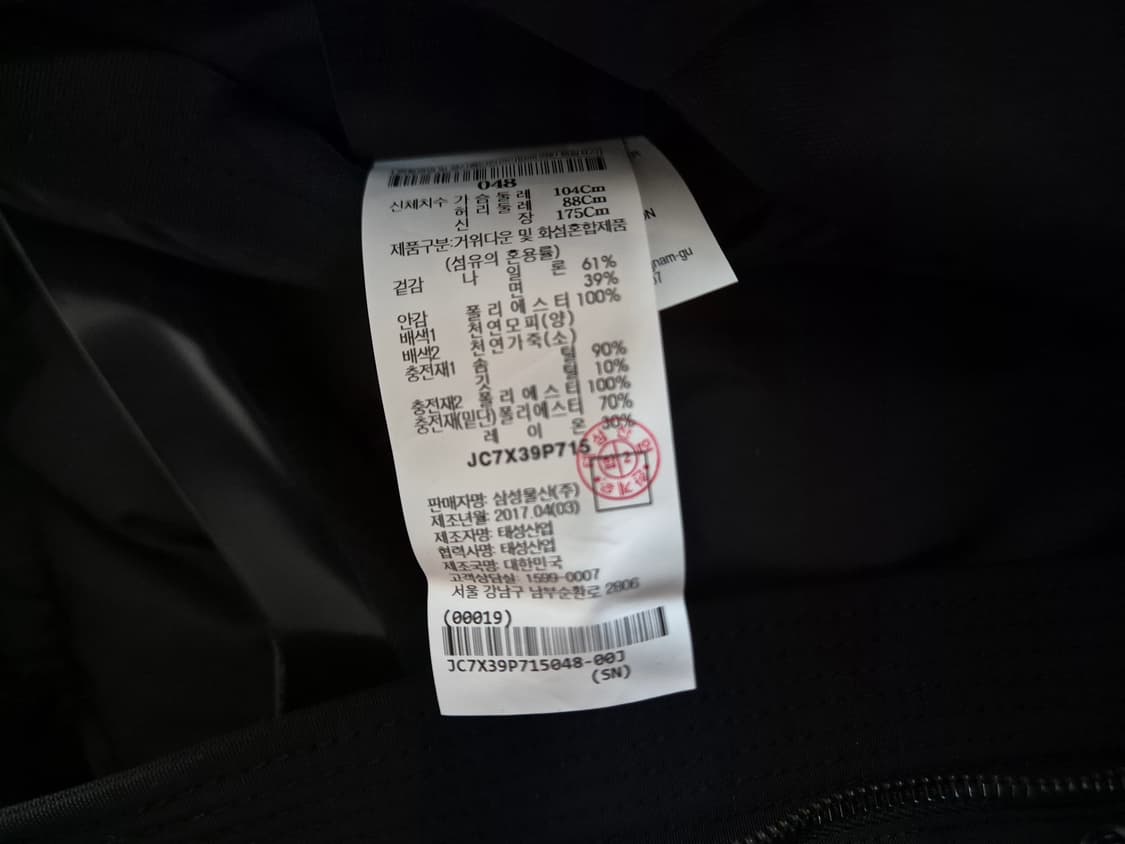 048
신체치수 가슴둘레 104Cm
허리둘레 88Cm
신장 175Cm
제품구분:거위다운 및 화섬혼합제품
(섬유의 혼용률)
겉감 나일론 61%
면 39%
안감 폴리에스터 100%
배색1 천연모피(양)
배색2 천연가죽(소)
충전재1 솜털 90%
깃털 10%
충전재2 폴리에스터 100%
충전재(밑단)폴리에스터 70%
레이온 30%
JC7X39P715
판매자명: 삼성물산(주)
제조년월: 2017.04(03)
제조자명: 태성산업
협력사명: 태성산업
제조국명: 대한민국
고객상담실: 1599-0007
서울 강남구 남부순환로 2806
(00019)
JC7X39P715048-00J
(SN)
ON
gnam-gu
57